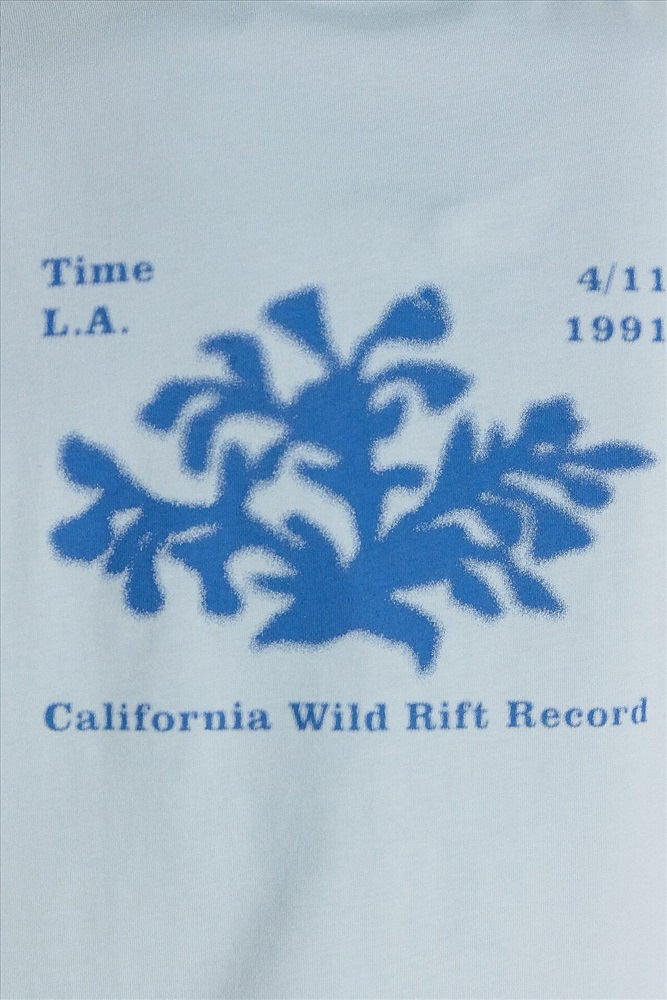 Time
4/11
L.A.
1991
California Wild Rift Record